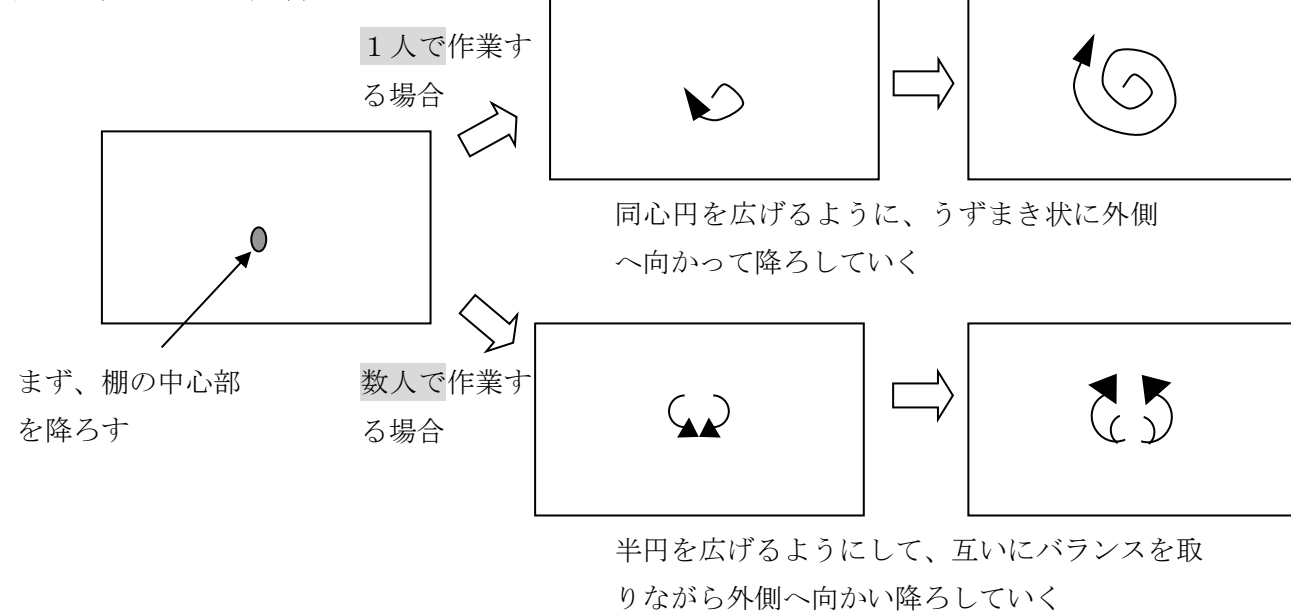 １人で作業す
る場合
同心円を広げるように、うずまき状に外側
へ向かって降ろしていく
まず、棚の中心部
を降ろす
数人で作業す
る場合
半円を広げるようにして、互いにバランスを取
りながら外側へ向かい降ろしていく